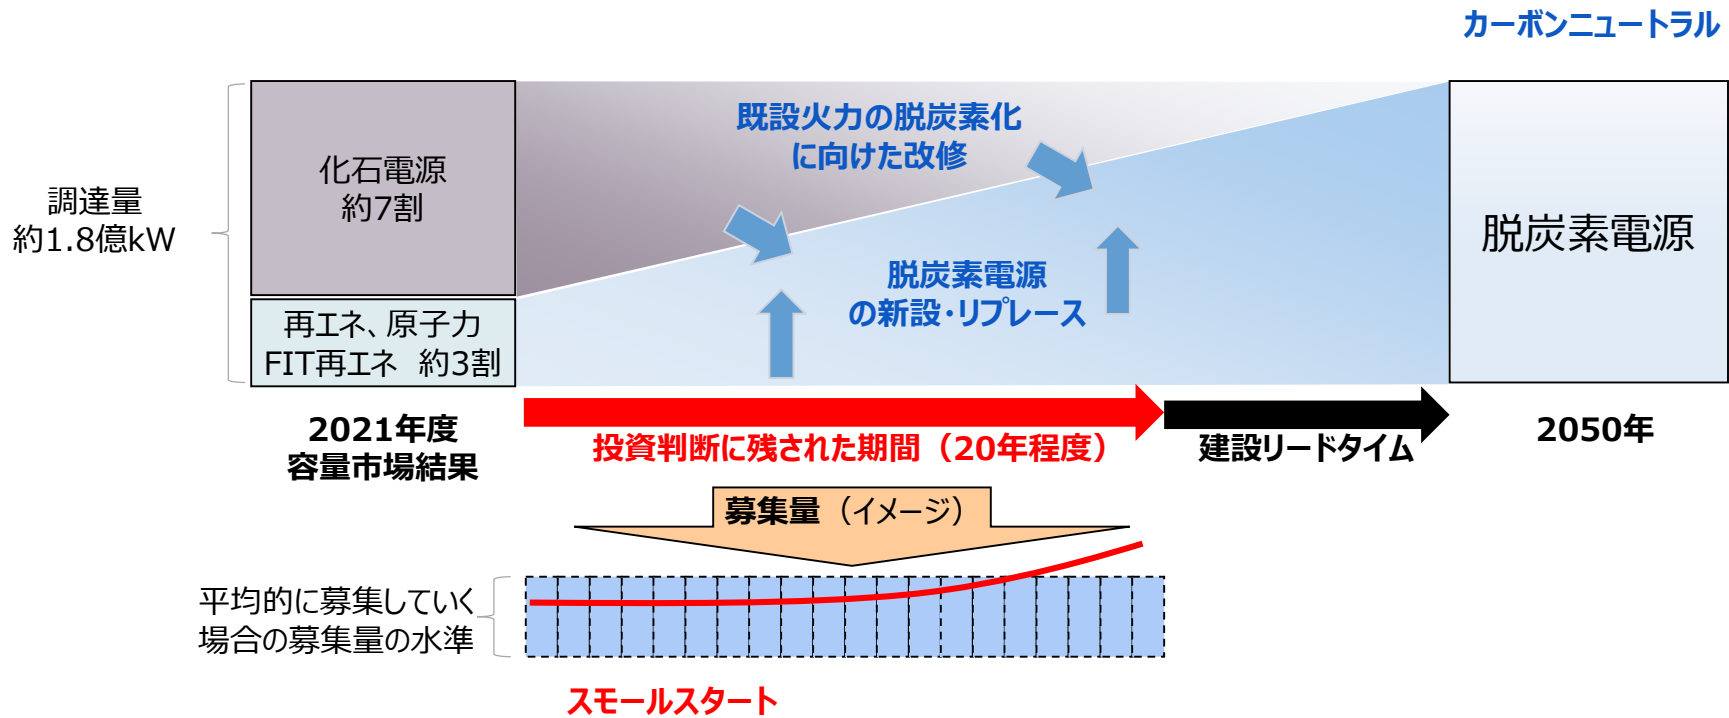 カーボンニュートラル
調達量
約1.8億kW
化石電源
約7割
再エネ、原子力
FIT再エネ　約3割
既設火力の脱炭素化
に向けた改修
脱炭素電源
の新設・リプレース
脱炭素電源
2021年度
容量市場結果
投資判断に残された期間（20年程度）
建設リードタイム
2050年
募集量（イメージ）
平均的に募集していく
場合の募集量の水準
スモールスタート